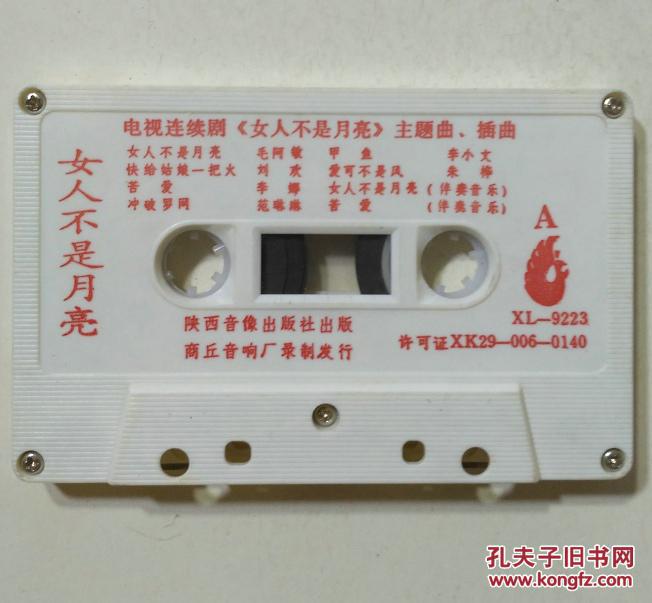 电视连续剧《女人不是月亮》主题曲、插曲
女人不是月亮 毛阿敏 甲 鱼 李小文
快给姑娘一把火 刘欢 爱可不是风 朱桦
苦爱 李娜 女人不是月亮(伴奏音乐)
冲破罗网 范琳琳 苦爱 (伴奏音乐)
女人不是月亮
A
XL—9223
陕西音像出版社出版
商丘音响厂录制发行
许可证XK29—006—0140
孔夫子旧书网
www.kongfz.com